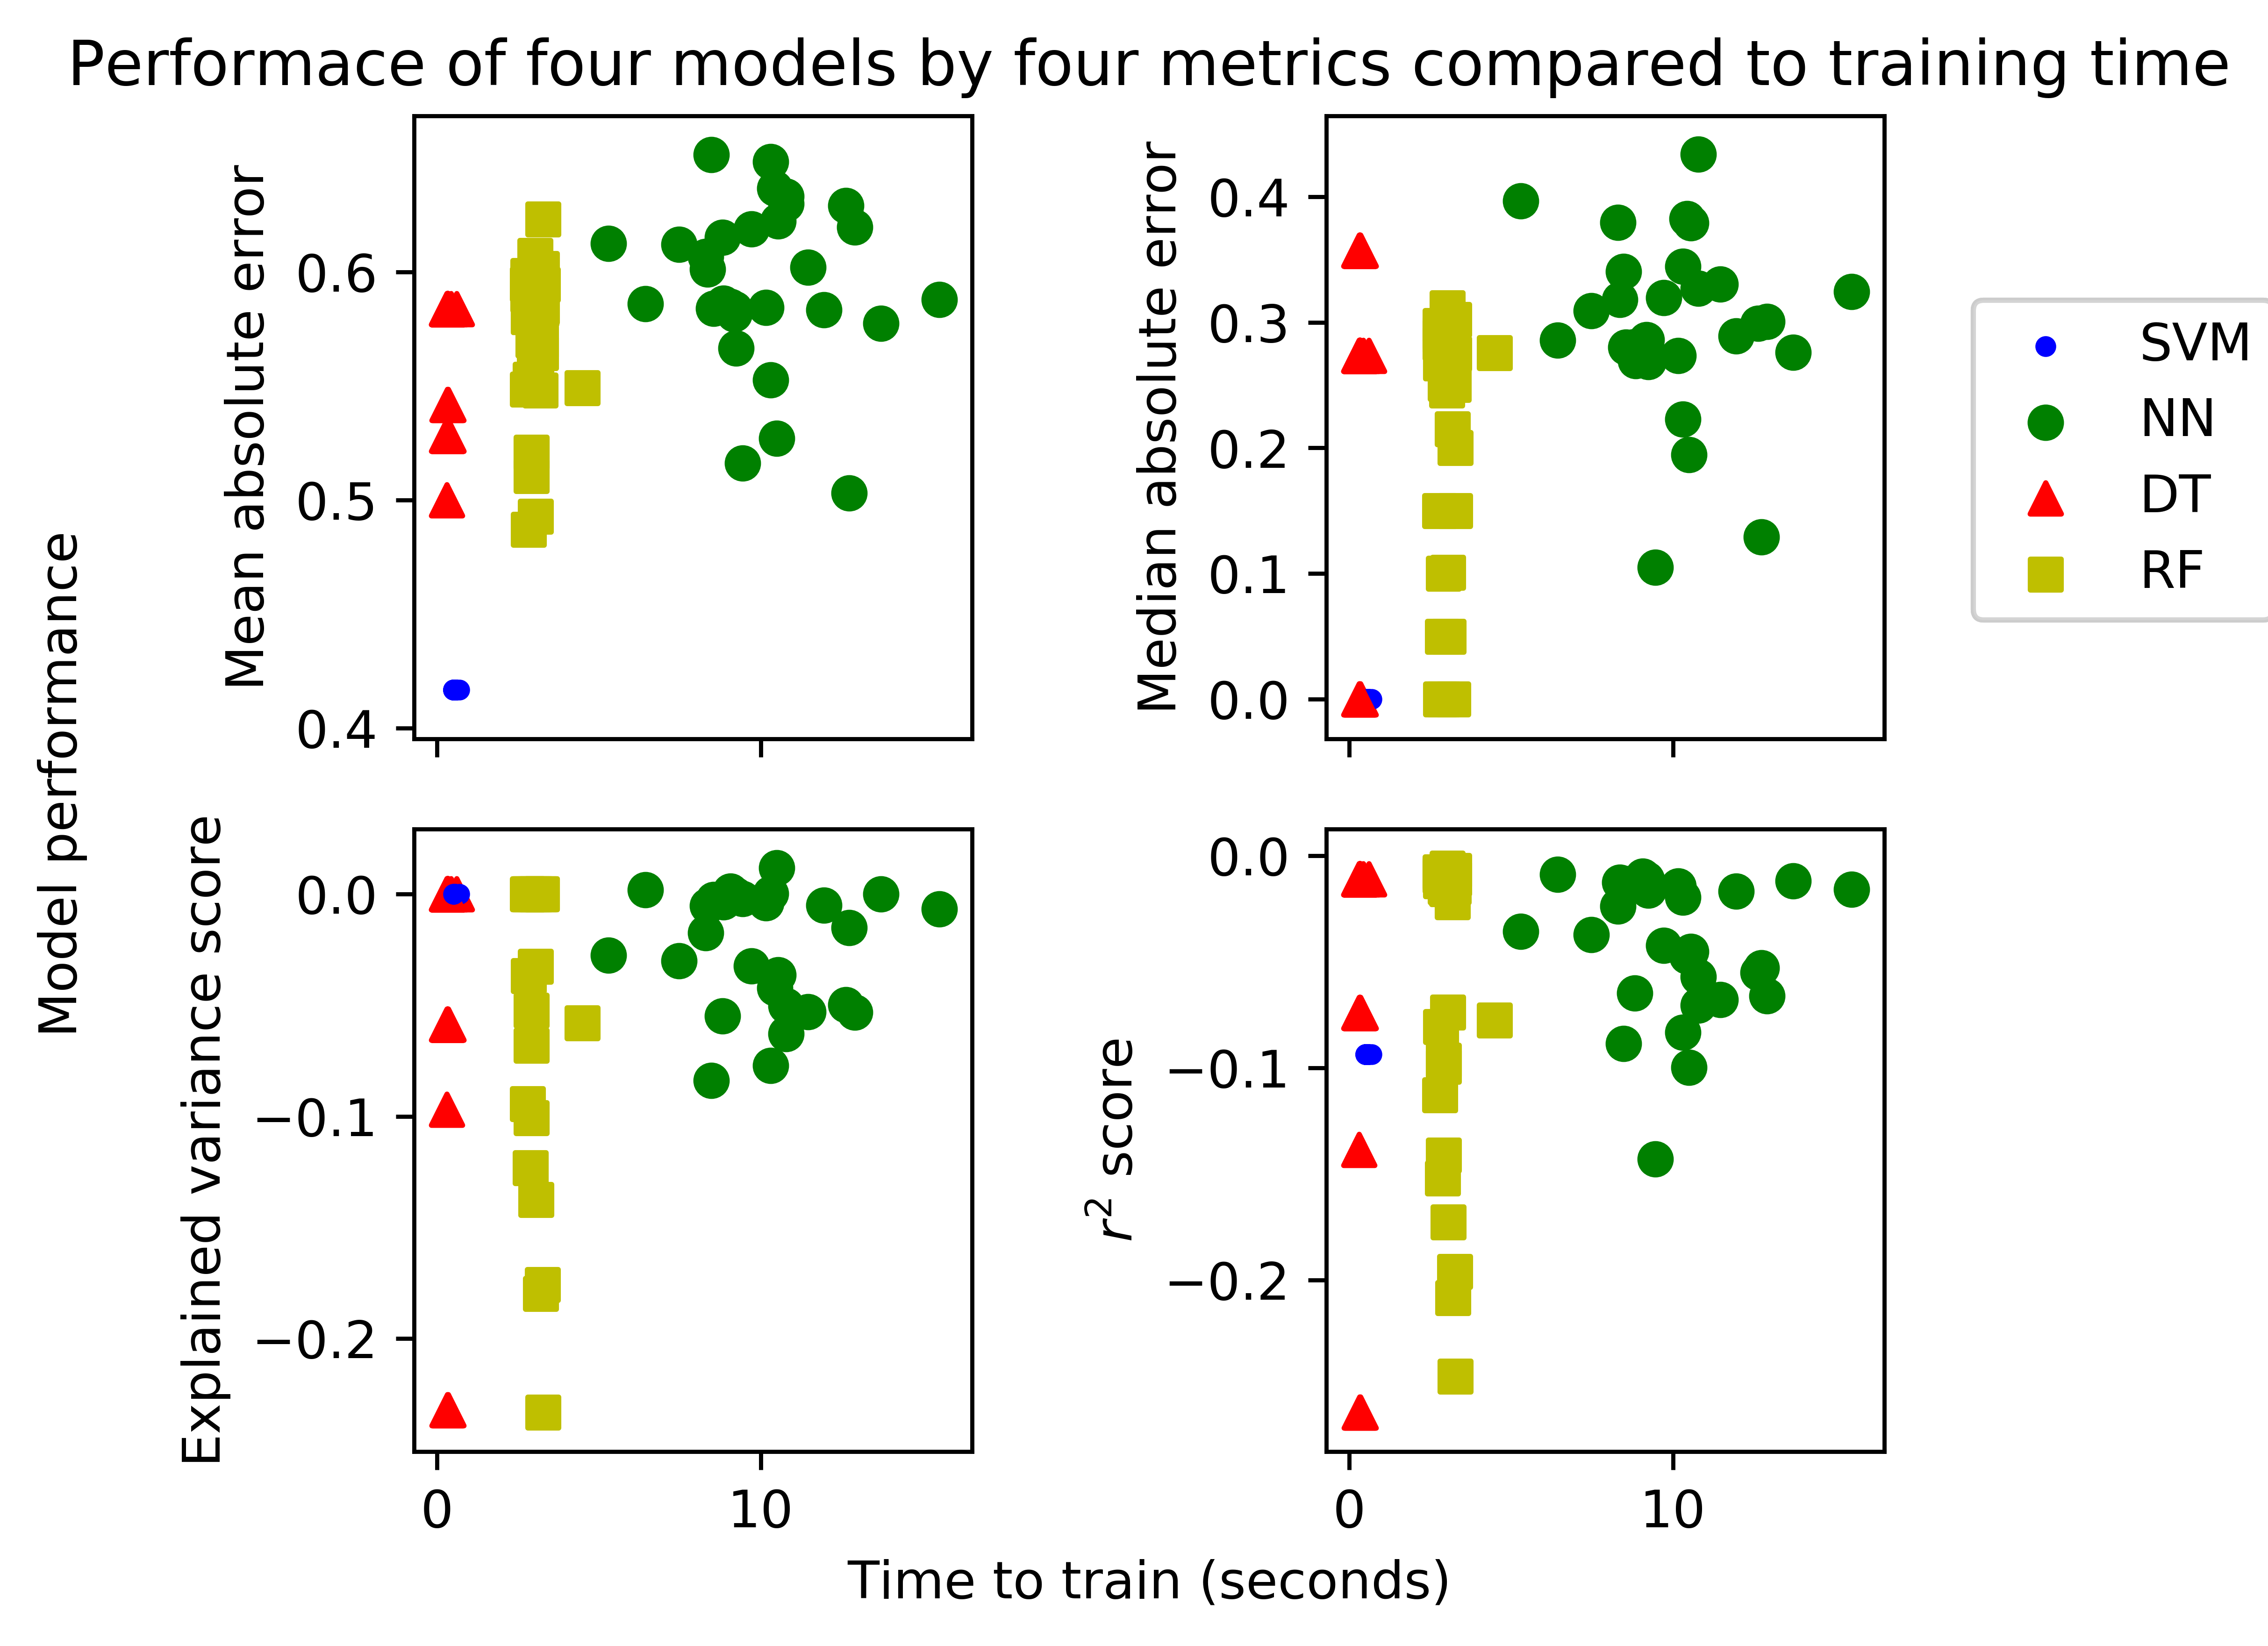 Performace of four models by four metrics compared to training time
Model performance
Mean absolute error
0.6
0.5
0.4
Median absolute error
0.4
0.3
0.2
0.1
0.0
SVM
NN
DT
RF
Explained variance score
0.0
−0.1
−0.2
0
10
r² score
0.0
−0.1
−0.2
0
10
Time to train (seconds)